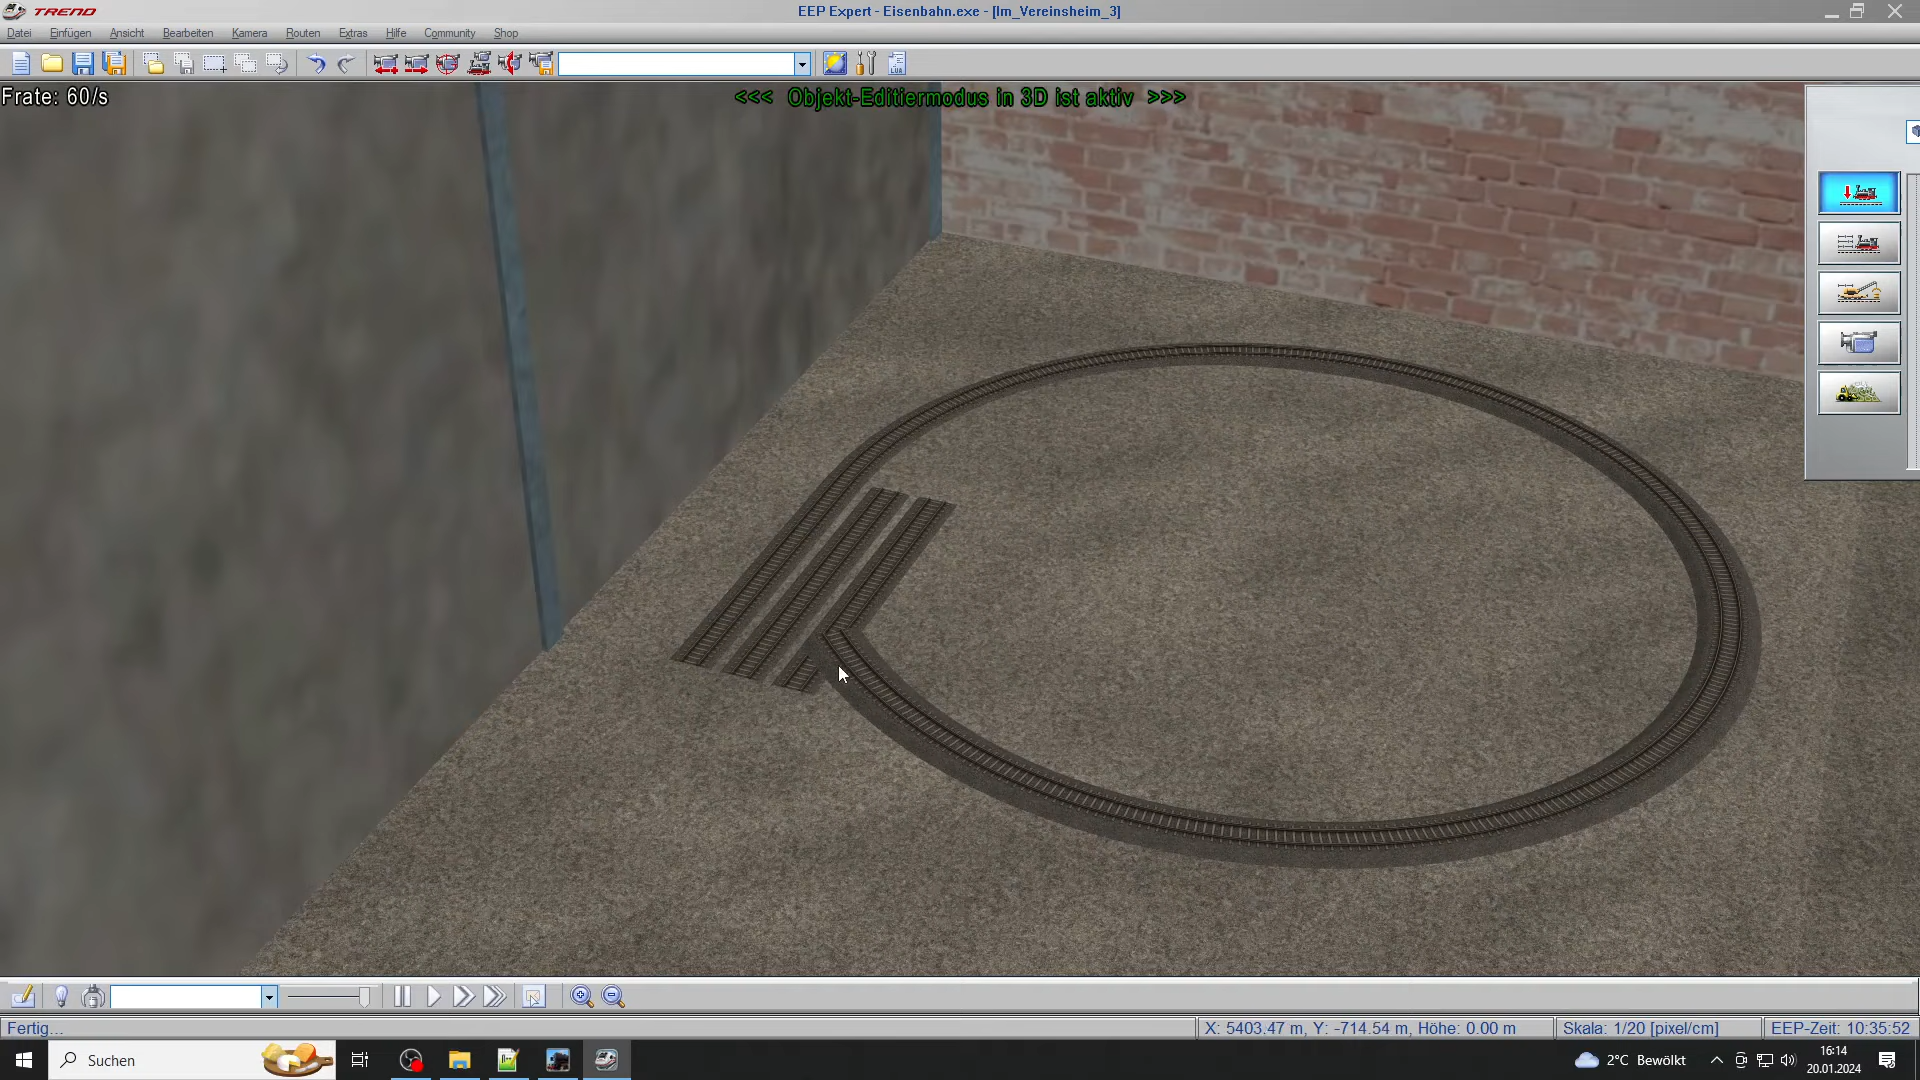 TREND
EEP Expert - Eisenbahn.exe - [Im_Vereinsheim_3]
Datei Einfügen Ansicht Bearbeiten Kamera Routen Extras Hilfe Community Shop
LUA
Frate: 60/s
<<< Objekt-Editiermodus in 3D ist aktiv >>>
Fertig...
X: 5403.47 m, Y: -714.54 m, Höhe: 0.00 m
Skala: 1/20 [pixel/cm]
EEP-Zeit: 10:35:52
Suchen
2°C Bewölkt
16:14
20.01.2024